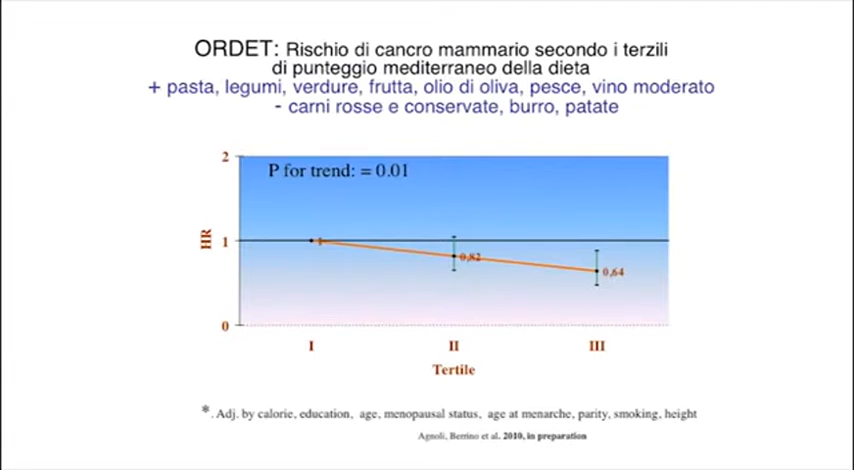 ORDET: Rischio di cancro mammario secondo i terzili
di punteggio mediterraneo della dieta
+ pasta, legumi, verdure, frutta, olio di oliva, pesce, vino moderato
- carni rosse e conservate, burro, patate
P for trend: = 0.01
2
HR
1
0
1
0,82
0,64
I II III
Tertile
*. Adj. by calorie, education, age, menopausal status, age at menarche, parity, smoking, height
Agnoli, Berrino et al. 2010, in preparation